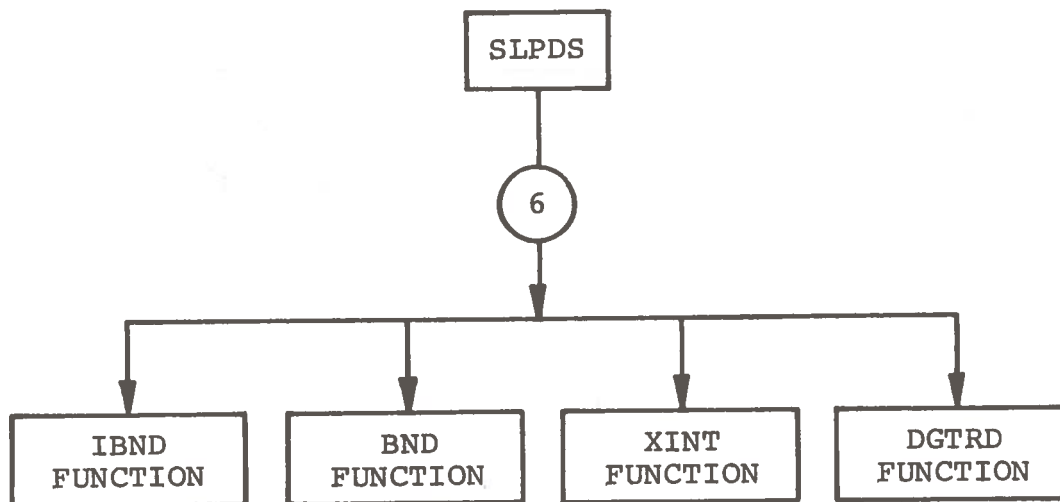 SLPDS
6
IBND
FUNCTION
BND
FUNCTION
XINT
FUNCTION
DGTRD
FUNCTION